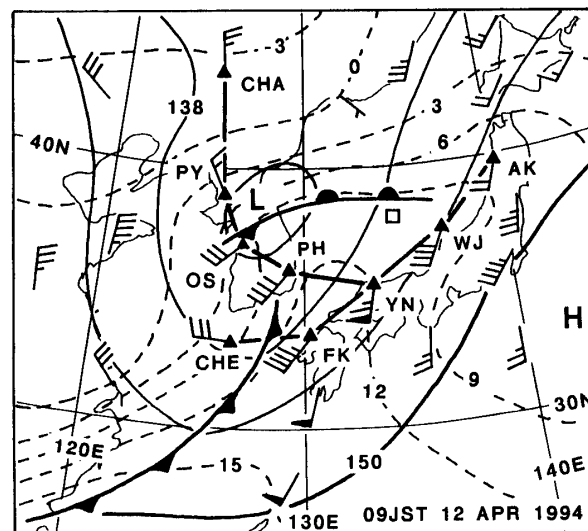 -3
0
CHA
138
3
6
40N
PY
L
AK
WJ
PH
OS
YN
H
CHE
FK
12
9
30N
120E
15
150
140E
130E
09JST 12 APR 1994